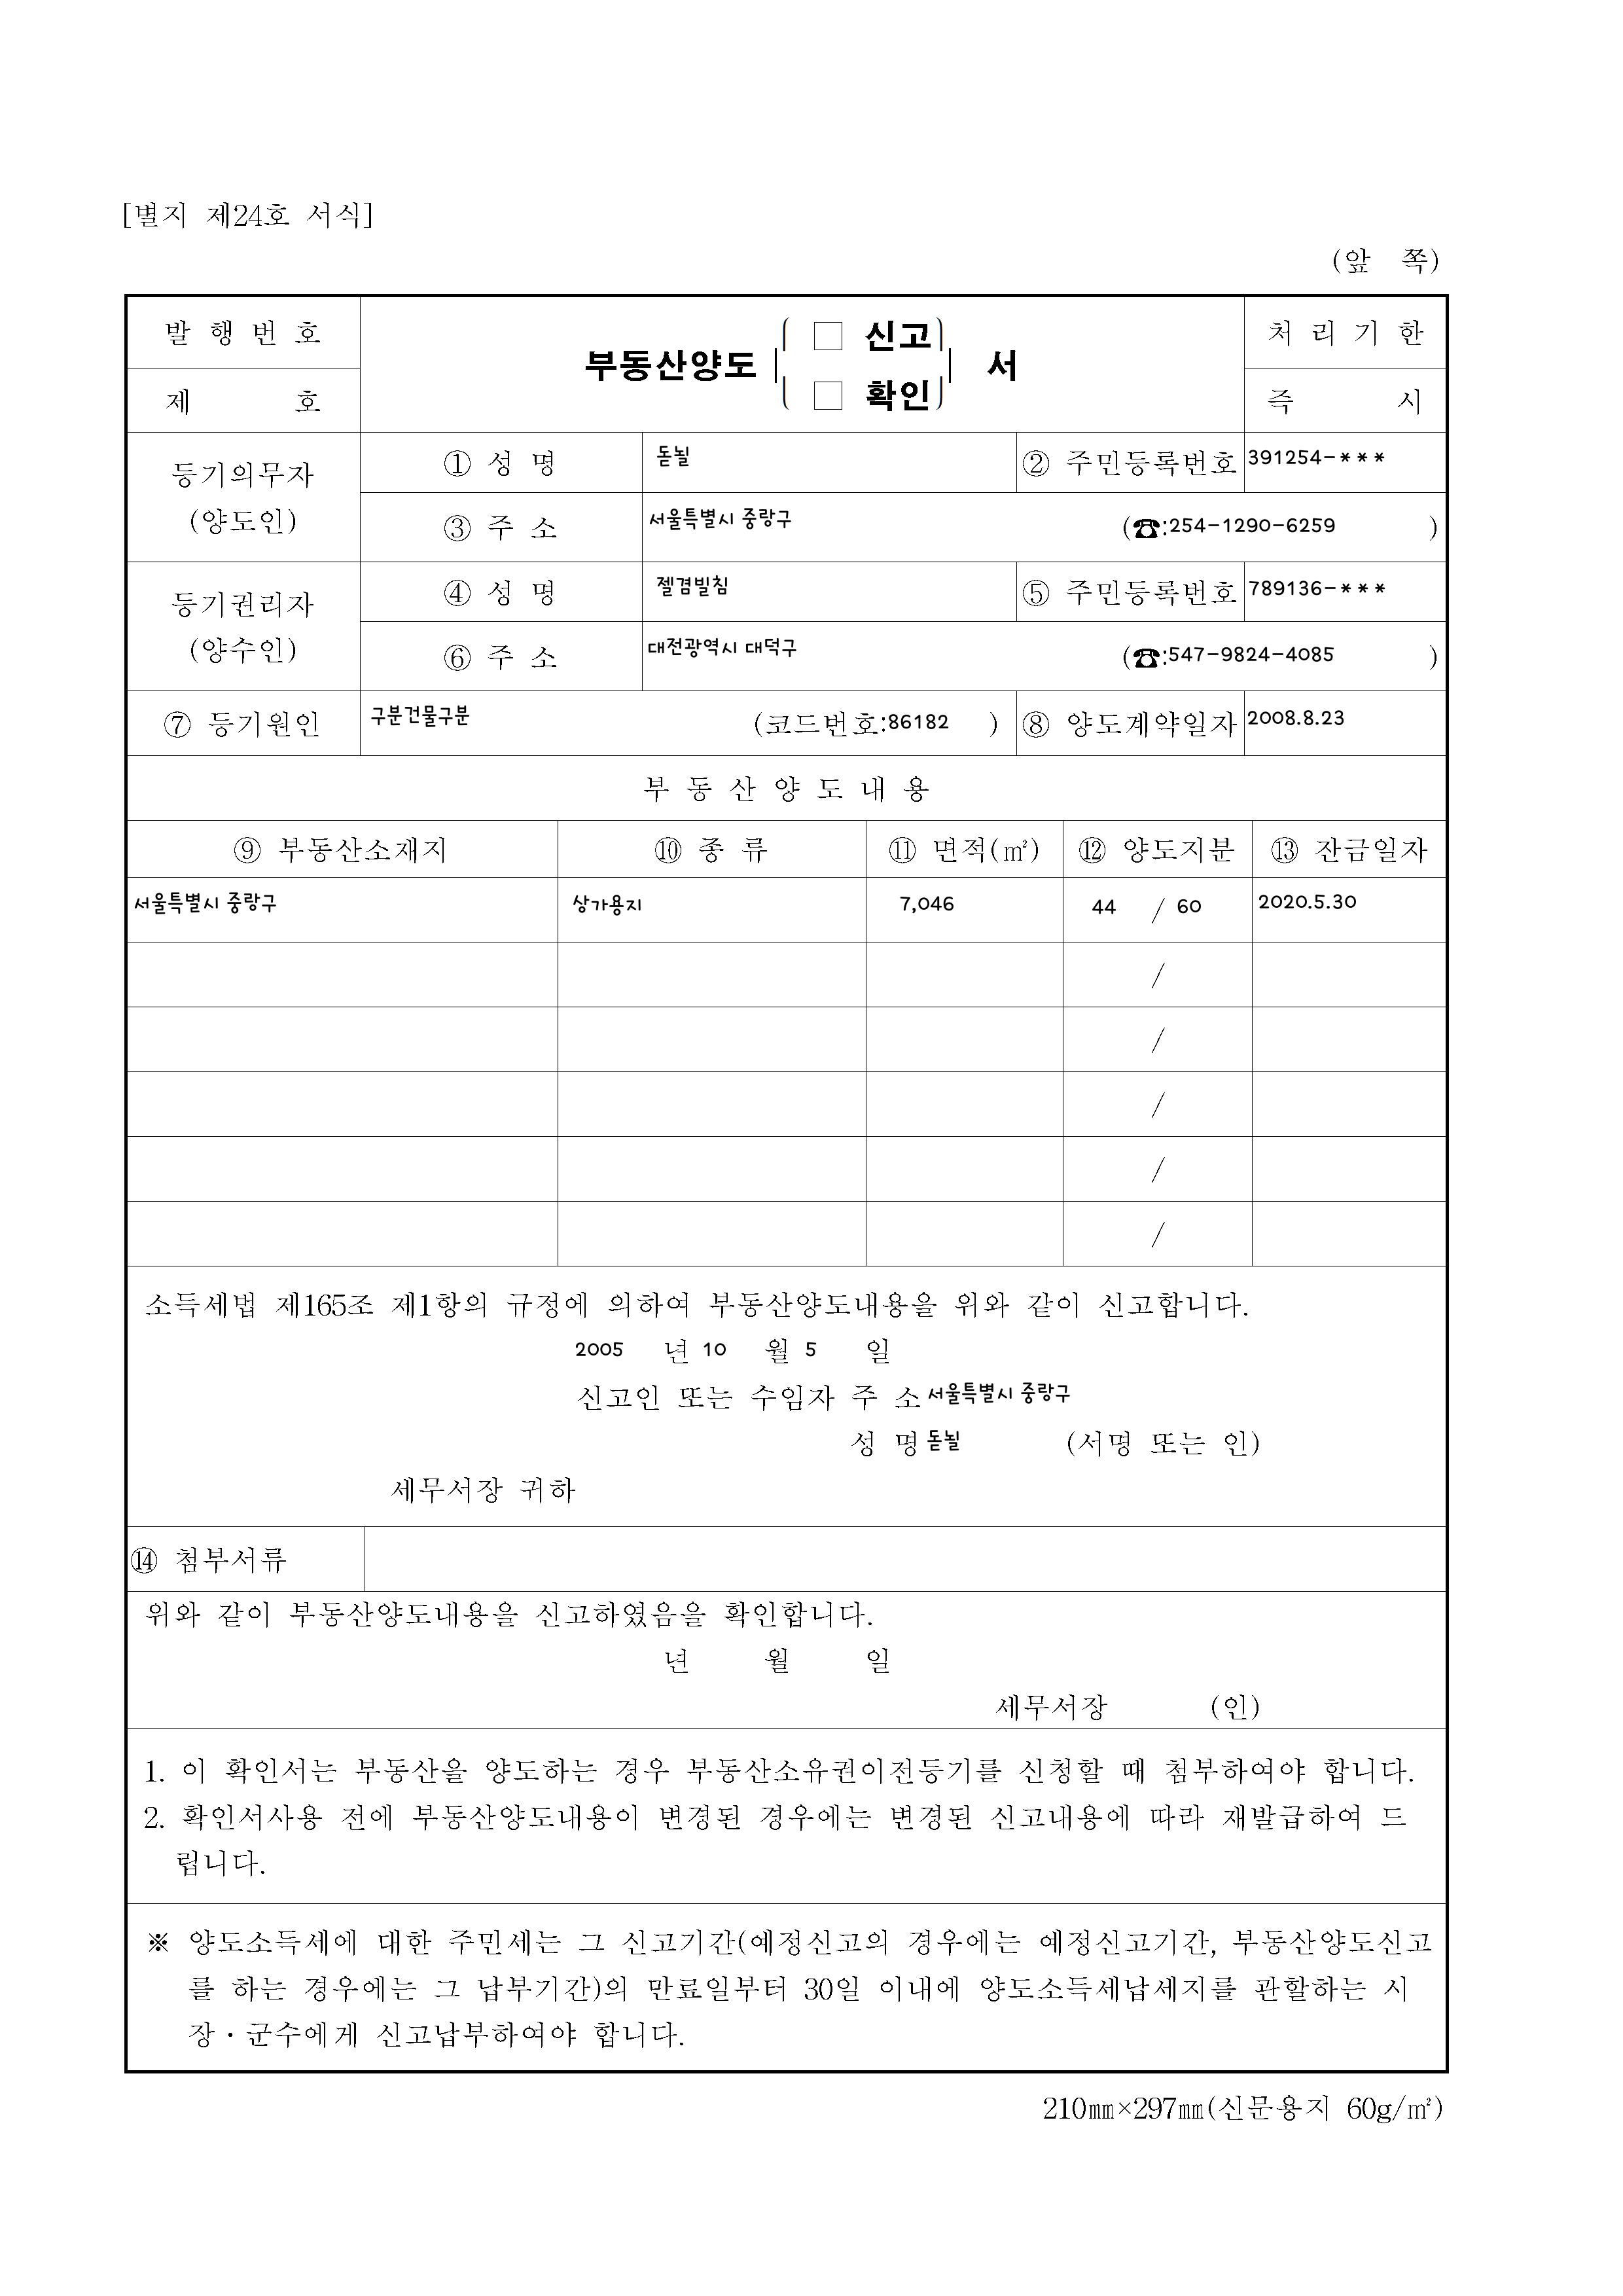 [별지 제24호 서식]
(앞 쪽)
발 행 번 호
제 호
부동산양도 □ 신고 □ 확인 서
처 리 기 한
즉 시
등기의무자
(양도인)
① 성 명 돋뇔 ② 주민등록번호 391254-***
③ 주 소 서울특별시 중랑구 (☎:254-1290-6259 )
등기권리자
(양수인)
④ 성 명 젤겸빌침 ⑤ 주민등록번호 789136-***
⑥ 주 소 대전광역시 대덕구 (☎:547-9824-4085 )
⑦ 등기원인 구분건물구분 (코드번호:86182 ) ⑧ 양도계약일자 2008.8.23
부 동 산 양 도 내 용
⑨ 부동산소재지 ⑩ 종 류 ⑪ 면적(㎡) ⑫ 양도지분 ⑬ 잔금일자
서울특별시 중랑구 상가용지 7,046 44 / 60 2020.5.30
/
/
/
/
/
소득세법 제165조 제1항의 규정에 의하여 부동산양도내용을 위와 같이 신고합니다.
2005 년 10 월 5 일
신고인 또는 수임자 주 소 서울특별시 중랑구
성 명 돋뇔 (서명 또는 인)
세무서장 귀하
⑭ 첨부서류
위와 같이 부동산양도내용을 신고하였음을 확인합니다.
년 월 일
세무서장 (인)
1. 이 확인서는 부동산을 양도하는 경우 부동산소유권이전등기를 신청할 때 첨부하여야 합니다.
2. 확인서사용 전에 부동산양도내용이 변경된 경우에는 변경된 신고내용에 따라 재발급하여 드
립니다.
※ 양도소득세에 대한 주민세는 그 신고기간(예정신고의 경우에는 예정신고기간, 부동산양도신고
를 하는 경우에는 그 납부기간)의 만료일부터 30일 이내에 양도소득세납세지를 관할하는 시
장·군수에게 신고납부하여야 합니다.
210㎜×297㎜(신문용지 60g/㎡)